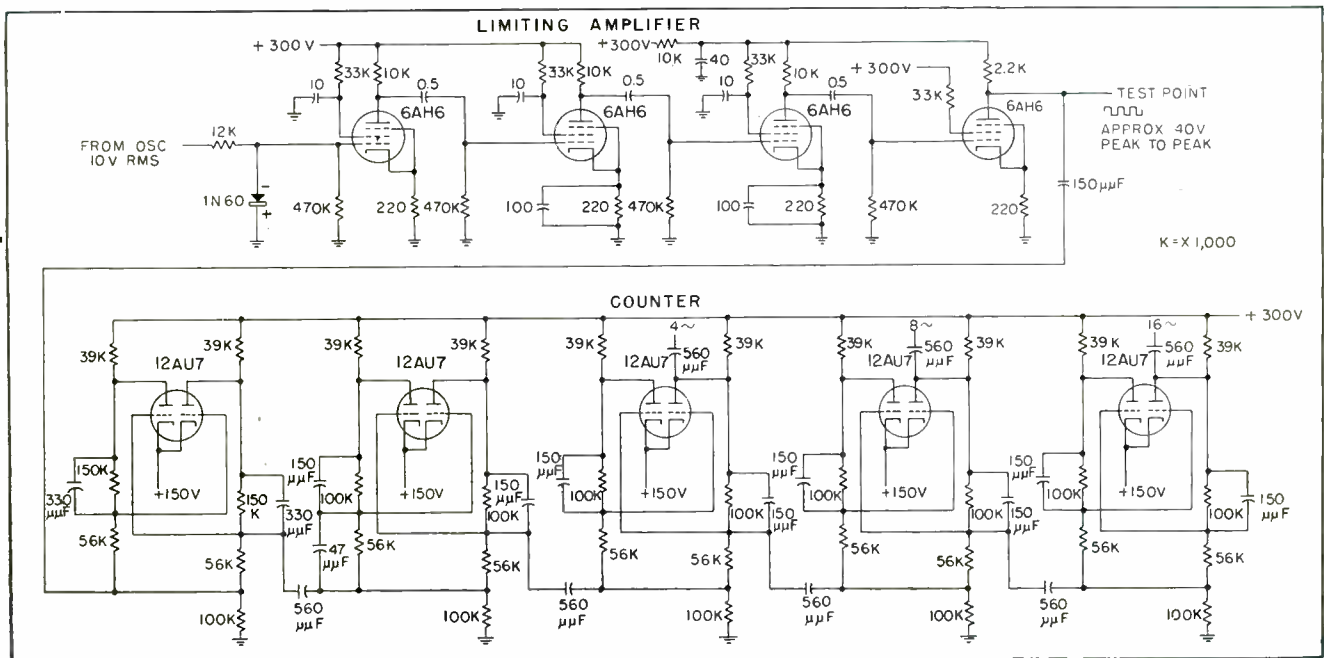 LIMITING AMPLIFIER
+300V
33K
10K
0.5
10
6AH6
33K
10K
0.5
10
6AH6
+300V
10K
40
33K
10K
0.5
10
6AH6
+300V
33K
2.2K
6AH6
TEST POINT
APPROX 40V
PEAK TO PEAK
FROM OSC
10V RMS
12K
1N60
-
+
470K
220
470K
100
220
470K
100
220
470K
220
150μμF
K=X 1,000
COUNTER
+300V
39K
39K
12AU7
39K
39K
12AU7
39K
4~
560
μμF
39K
12AU7
39K
8~
560
μμF
39K
12AU7
39K
16~
560
μμF
39K
12AU7
150K
330
μμF
+150V
150
K
330
μμF
56K
56K
100K
560
μμF
150
μμF
100K
47
μμF
56K
+150V
150
μμF
100K
56K
100K
560
μμF
150
μμF
100K
56K
+150V
100K
150
μμF
56K
100K
560
μμF
150
μμF
100K
56K
+150V
100K
150
μμF
56K
100K
560
μμF
150
μμF
100K
56K
+150V
100K
150
μμF
56K
100K